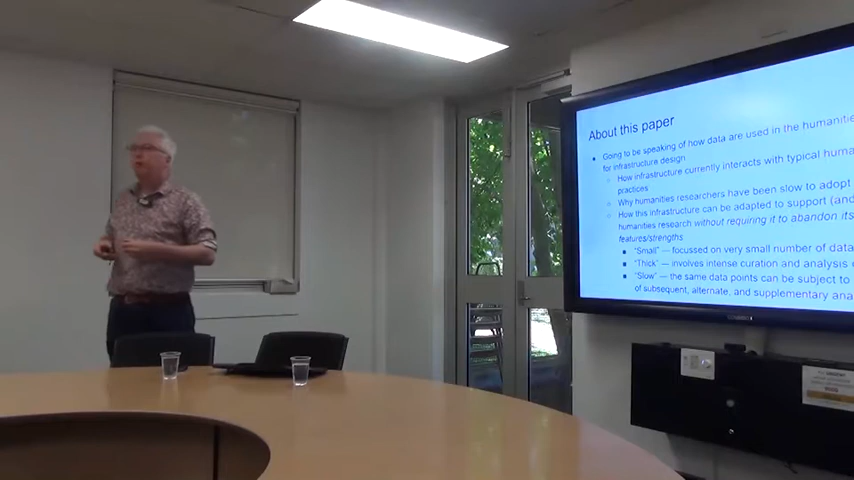 About this paper
Going to be speaking of how data are used in the humanities
for infrastructure design
How infrastructure currently interacts with typical huma
practices
Why humanities researchers have been slow to adopt
How this infrastructure can be adapted to support (and
humanities research without requiring it to abandon its
features/strengths
"Small" — focussed on very small number of data
"Thick" — involves intense curation and analysis
"Slow" — the same data points can be subject to
of subsequent, alternate, and supplementary ana